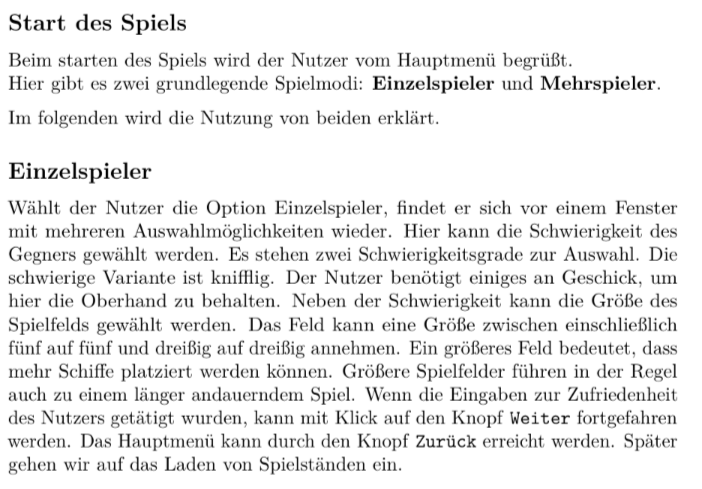 Start des Spiels
Beim starten des Spiels wird der Nutzer vom Hauptmenü begrüßt.
Hier gibt es zwei grundlegende Spielmodi: Einzelspieler und Mehrspieler.
Im folgenden wird die Nutzung von beiden erklärt.
Einzelspieler
Wählt der Nutzer die Option Einzelspieler, findet er sich vor einem Fenster
mit mehreren Auswahlmöglichkeiten wieder. Hier kann die Schwierigkeit des
Gegners gewählt werden. Es stehen zwei Schwierigkeitsgrade zur Auswahl. Die
schwierige Variante ist knifflig. Der Nutzer benötigt einiges an Geschick, um
hier die Oberhand zu behalten. Neben der Schwierigkeit kann die Größe des
Spielfelds gewählt werden. Das Feld kann eine Größe zwischen einschließlich
fünf auf fünf und dreißig auf dreißig annehmen. Ein größeres Feld bedeutet, dass
mehr Schiffe platziert werden können. Größere Spielfelder führen in der Regel
auch zu einem länger andauerndem Spiel. Wenn die Eingaben zur Zufriedenheit
des Nutzers getätigt wurden, kann mit Klick auf den Knopf Weiter fortgefahren
werden. Das Hauptmenü kann durch den Knopf Zurück erreicht werden. Später
gehen wir auf das Laden von Spielständen ein.